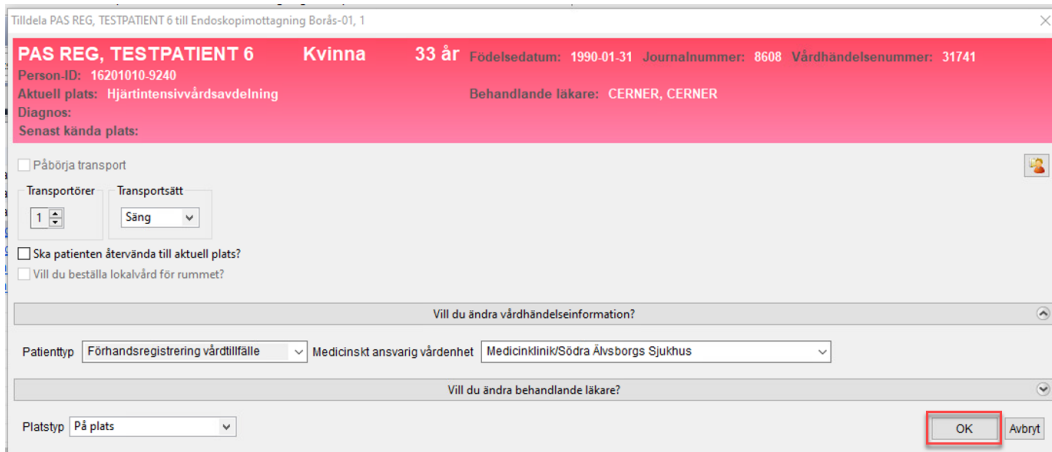 Tilldela PAS REG, TESTPATIENT 6 till Endoskopimottagning Borås-01, 1
PAS REG, TESTPATIENT 6 Kvinna 33 år Födelsedatum: 1990-01-31 Journalnummer: 8608 Vårdhändelsenummer: 31741
Person-ID: 16201010-9240
Aktuell plats: Hjärtintensivvårdsavdelning Behandlande läkare: CERNER, CERNER
Diagnos:
Senast kända plats:
Påbörja transport
Transportörer Transportsätt
1 Säng
Ska patienten återvända till aktuell plats?
Vill du beställa lokalvård för rummet?
Vill du ändra vårdhändelseinformation?
Patienttyp Förhandsregistrering vårdtillfälle Medicinskt ansvarig vårdenhet Medicinklinik/Södra Älvsborgs Sjukhus
Vill du ändra behandlande läkare?
Platstyp På plats OK Avbryt